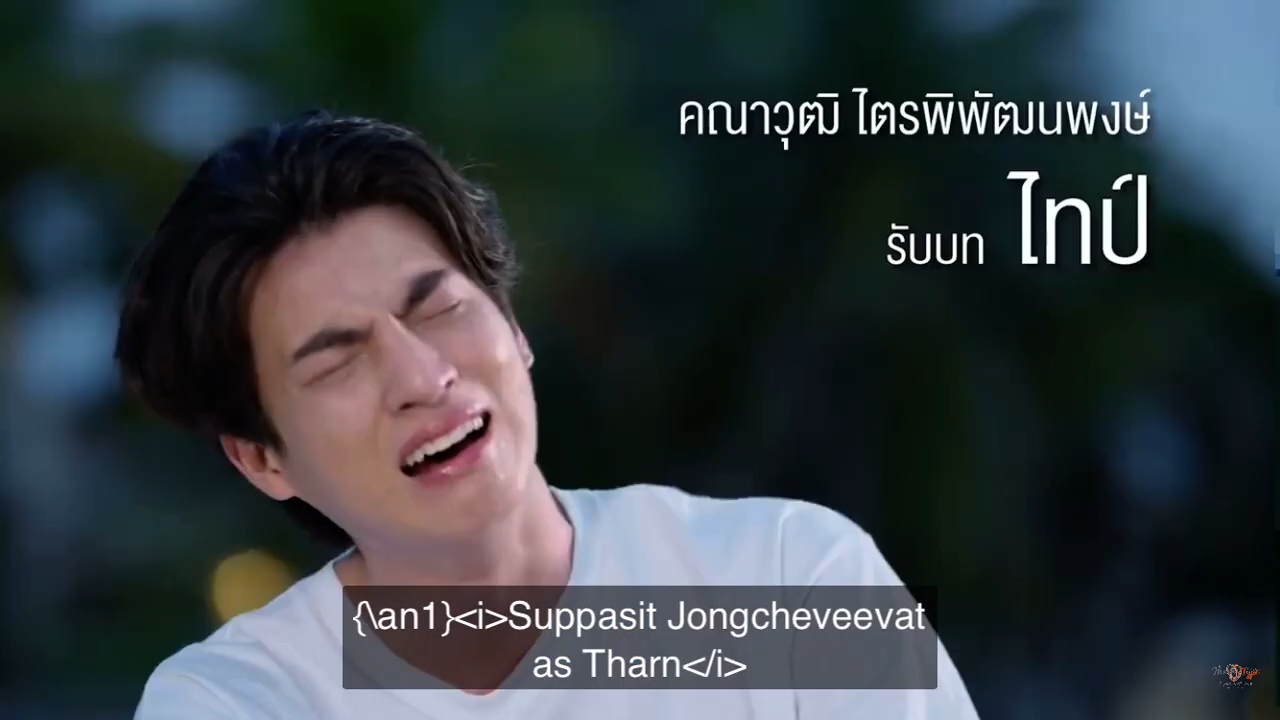 คณาวุฒิ ไตรพิพัฒนพงษ์
รับบท ไทป์
{\an1}<i>Suppasit Jongcheveevat
as Tharn</i>